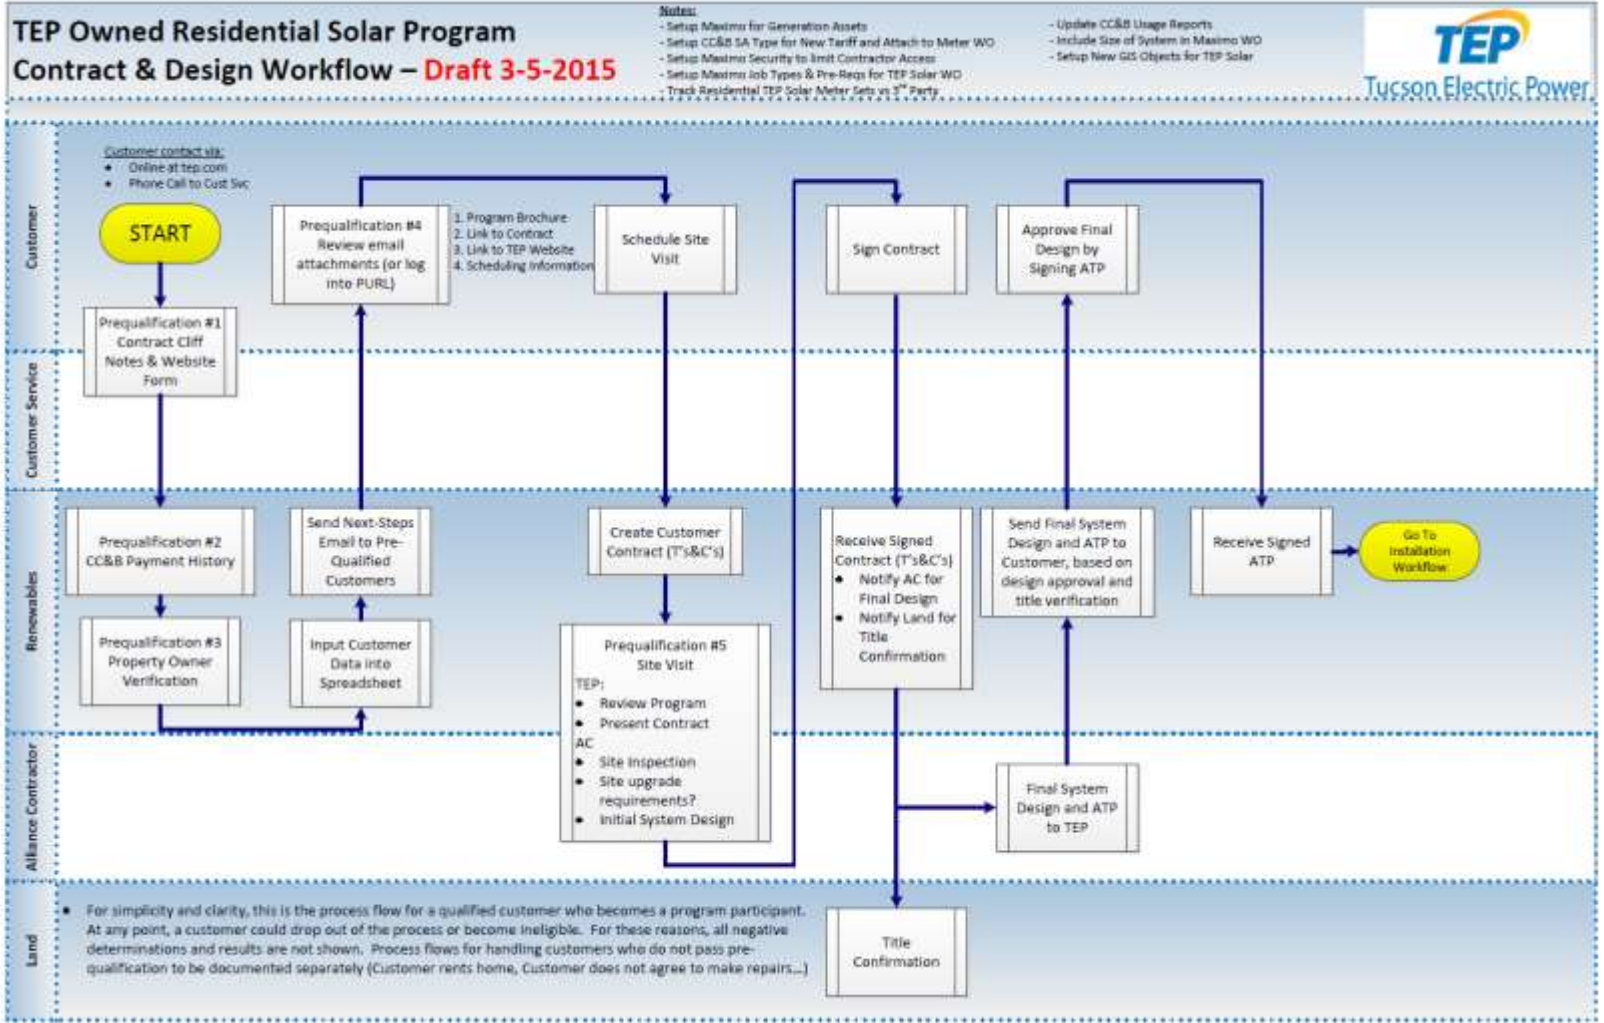 TEP Owned Residential Solar Program
Contract & Design Workflow – Draft 3-5-2015
Notes:
- Setup Maximo for Generation Assets
- Setup CC&B SA Type for New Tariff and Attach to Meter WO
- Setup Maximo Security to limit Contractor Access
- Setup Maximo Job Types & Pre-Reqs for TEP Solar WO
- Track Residential TEP Solar Meter Sets vs 3rd Party
- Update CC&B Usage Reports
- Include Size of System in Maximo WO
- Setup New GIS Objects for TEP Solar
TEP
Tucson Electric Power
Customer
Customer contact via:
• Online at tep.com
• Phone Call to Cust Svc
START
Prequalification #1
Contract Cliff
Notes & Website
Form
Prequalification #4
Review email
attachments (or log
into PURL)
1. Program Brochure
2. Link to Contract
3. Link to TEP Website
4. Scheduling Information
Schedule Site
Visit
Sign Contract
Approve Final
Design by
Signing ATP
Customer Service
Renewables
Prequalification #2
CC&B Payment History
Prequalification #3
Property Owner
Verification
Send Next-Steps
Email to Pre-
Qualified
Customers
Input Customer
Data into
Spreadsheet
Create Customer
Contract (T's&C's)
Prequalification #5
Site Visit
TEP:
• Review Program
• Present Contract
AC
• Site Inspection
• Site upgrade
requirements?
• Initial System Design
Receive Signed
Contract (T's&C's)
• Notify AC for
Final Design
• Notify Land for
Title
Confirmation
Send Final System
Design and ATP to
Customer, based on
design approval and
title verification
Receive Signed
ATP
Go To
Installation
Workflow
Alliance Contractor
Final System
Design and ATP
to TEP
Land
• For simplicity and clarity, this is the process flow for a qualified customer who becomes a program participant.
At any point, a customer could drop out of the process or become ineligible. For these reasons, all negative
determinations and results are not shown. Process flows for handling customers who do not pass pre-
qualification to be documented separately (Customer rents home, Customer does not agree to make repairs…)
Title
Confirmation